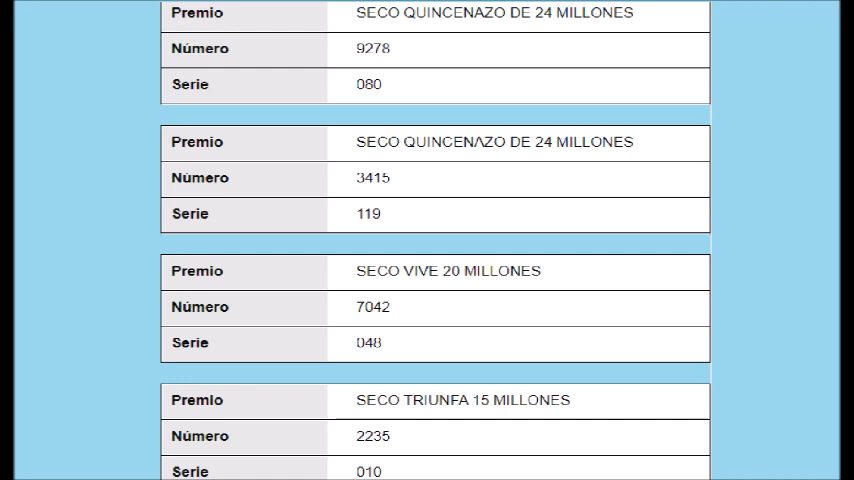 Premio SECO QUINCENAZO DE 24 MILLONES
Número 9278
Serie 080
Premio SECO QUINCENAZO DE 24 MILLONES
Número 3415
Serie 119
Premio SECO VIVE 20 MILLONES
Número 7042
Serie 048
Premio SECO TRIUNFA 15 MILLONES
Número 2235
Serie 010